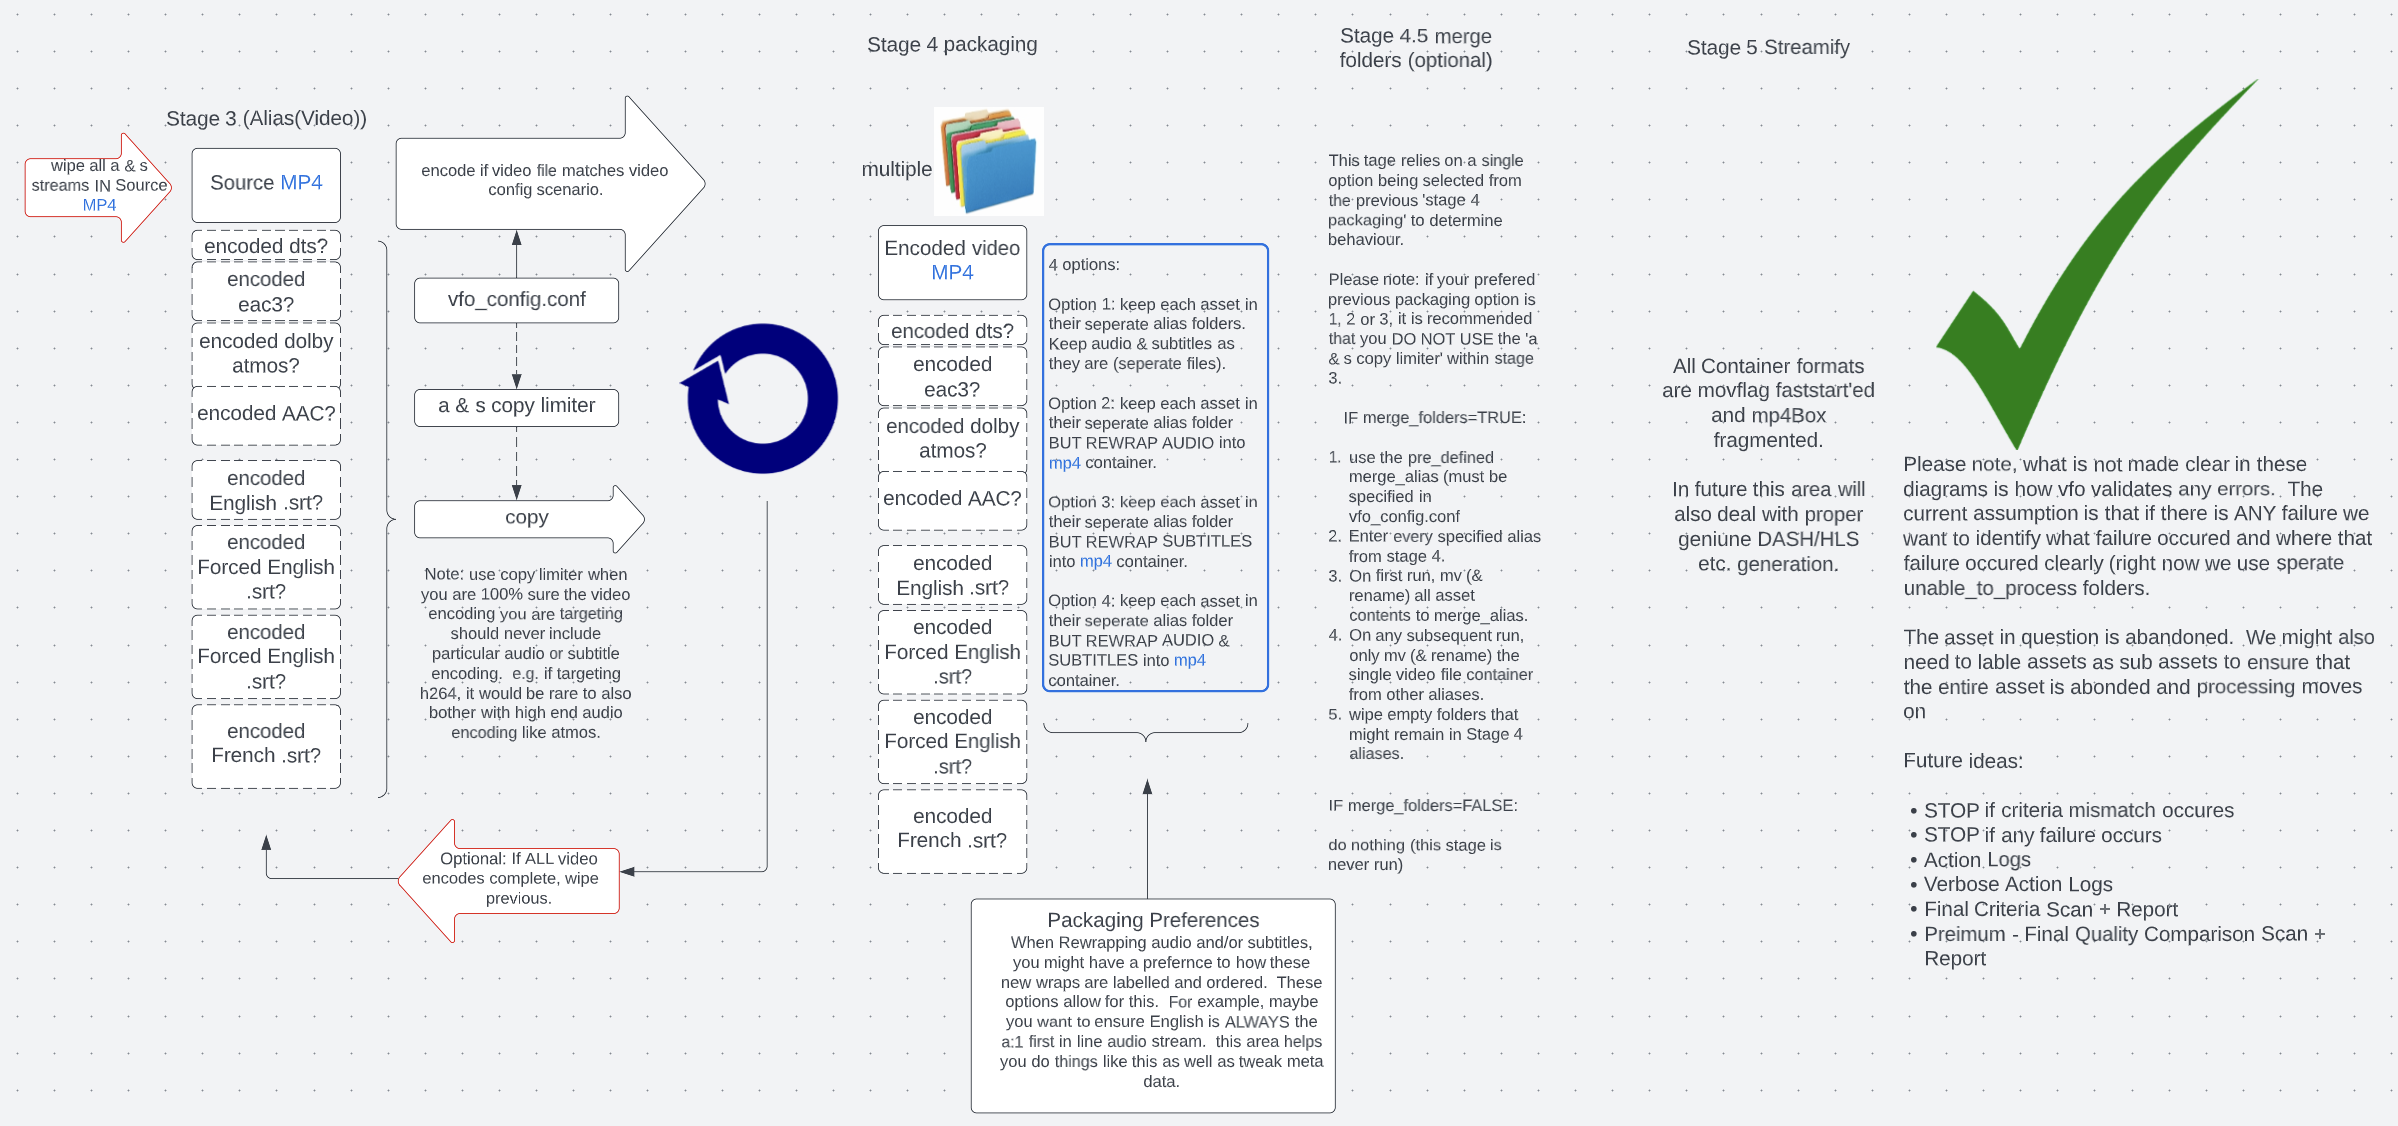 Stage 3 (Alias(Video))
wipe all a & s
streams IN Source
MP4
Source MP4
encoded dts?
encoded
eac3?
encoded dolby
atmos?
encoded AAC?
encoded
English .srt?
encoded
Forced English
.srt?
encoded
Forced English
.srt?
encoded
French .srt?
encode if video file matches video
config scenario.
vfo_config.conf
a & s copy limiter
copy
Note: use copy limiter when
you are 100% sure the video
encoding you are targeting
should never include
particular audio or subtitle
encoding.  e.g. if targeting
h264, it would be rare to also
bother with high end audio
encoding like atmos.
Optional: If ALL video
encodes complete, wipe
previous.
Stage 4 packaging
multiple
Encoded video
MP4
encoded dts?
encoded
eac3?
encoded dolby
atmos?
encoded AAC?
encoded
English .srt?
encoded
Forced English
.srt?
encoded
Forced English
.srt?
encoded
French .srt?
4 options:
Option 1: keep each asset in
their seperate alias folders.
Keep audio & subtitles as
they are (seperate files).
Option 2: keep each asset in
their seperate alias folder
BUT REWRAP AUDIO into
mp4 container.
Option 3: keep each asset in
their seperate alias folder
BUT REWRAP SUBTITLES
into mp4 container.
Option 4: keep each asset in
their seperate alias folder
BUT REWRAP AUDIO &
SUBTITLES into mp4
container.
Packaging Preferences
When Rewrapping audio and/or subtitles,
you might have a prefernce to how these
new wraps are labelled and ordered.  These
options allow for this.  For example, maybe
you want to ensure English is ALWAYS the
a:1 first in line audio stream.  this area helps
you do things like this as well as tweak meta
data.
Stage 4.5 merge
folders (optional)
This tage relies on a single
option being selected from
the previous 'stage 4
packaging' to determine
behaviour.
Please note: if your prefered
previous packaging option is
1, 2 or 3, it is recommended
that you DO NOT USE the 'a
& s copy limiter' within stage
3.
IF merge_folders=TRUE:
1. use the pre_defined
merge_alias (must be
specified in
vfo_config.conf
2. Enter every specified alias
from stage 4.
3. On first run, mv (&
rename) all asset
contents to merge_alias.
4. On any subsequent run,
only mv (& rename) the
single video file container
from other aliases.
5. wipe empty folders that
might remain in Stage 4
aliases.
IF merge_folders=FALSE:
do nothing (this stage is
never run)
Stage 5 Streamify
All Container formats
are movflag faststart'ed
and mp4Box
fragmented.
In future this area will
also deal with proper
geniune DASH/HLS
etc. generation.
Please note, what is not made clear in these
diagrams is how vfo validates any errors.  The
current assumption is that if there is ANY failure we
want to identify what failure occured and where that
failure occured clearly (right now we use sperate
unable_to_process folders.
The asset in question is abandoned.  We might also
need to lable assets as sub assets to ensure that
the entire asset is abonded and processing moves
on
Future ideas:
• STOP if criteria mismatch occures
• STOP if any failure occurs
• Action Logs
• Verbose Action Logs
• Final Criteria Scan + Report
• Preimum - Final Quality Comparison Scan +
Report